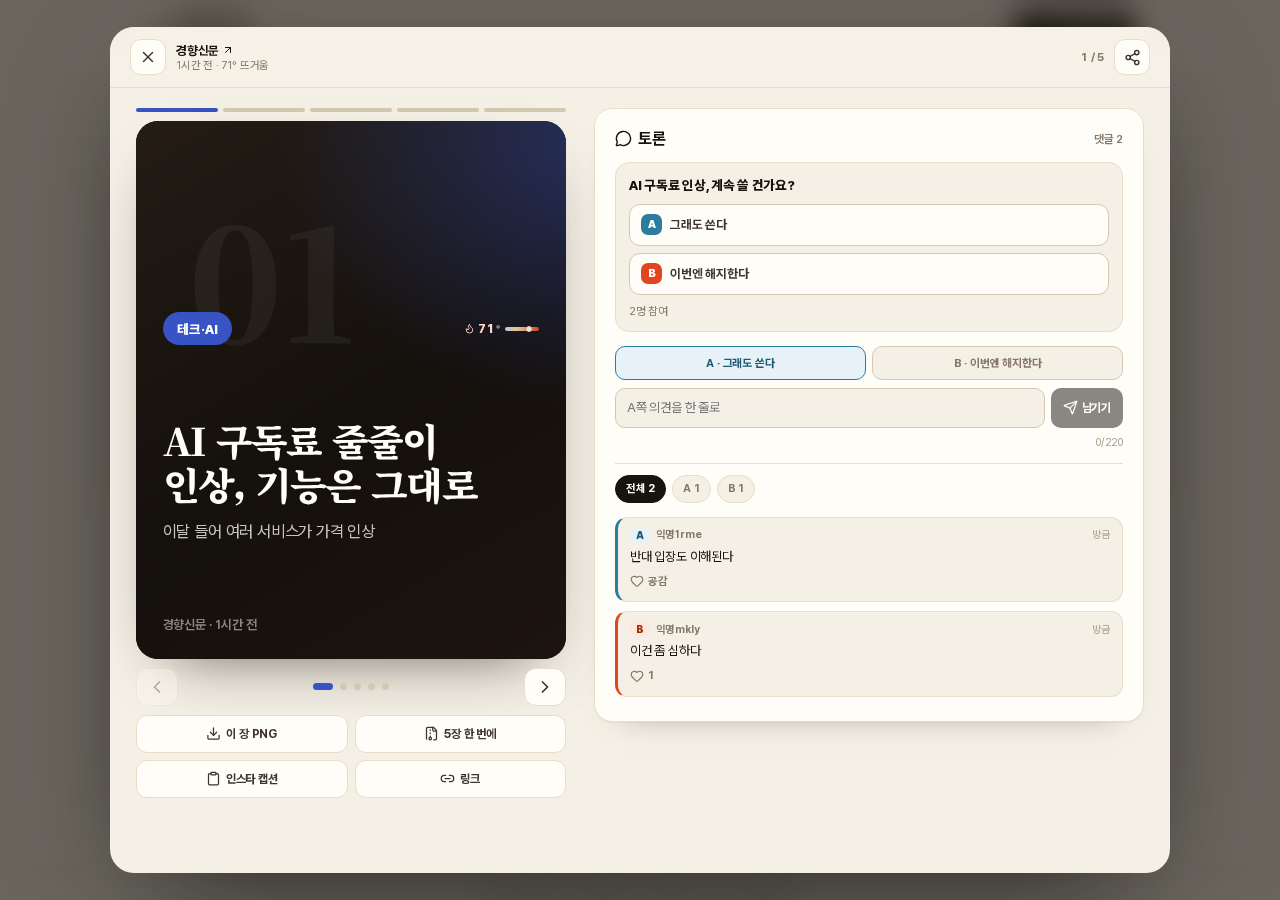 경향신문
1시간 전 · 71° 뜨거움
1 / 5
01
테크·AI
71°
AI 구독료 줄줄이
인상, 기능은 그대로
이달 들어 여러 서비스가 가격 인상
경향신문 · 1시간 전
이 장 PNG
5장 한 번에
인스타 캡션
링크
토론
댓글 2
AI 구독료 인상, 계속 쓸 건가요?
A 그래도 쓴다
B 이번엔 해지한다
2명 참여
A · 그래도 쓴다
B · 이번엔 해지한다
A쪽 의견을 한 줄로
남기기
0/220
전체 2
A 1
B 1
A 익명1rme
방금
반대 입장도 이해된다
공감
B 익명mkly
방금
이건 좀 심하다
1